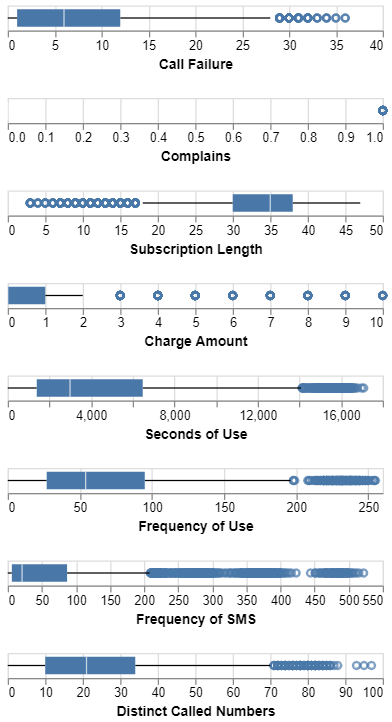 0 5 10 15 20 25 30 35 40
Call Failure
0.0 0.1 0.2 0.3 0.4 0.5 0.6 0.7 0.8 0.9 1.0
Complains
0 5 10 15 20 25 30 35 40 45 50
Subscription Length
0 1 2 3 4 5 6 7 8 9 10
Charge Amount
0 4,000 8,000 12,000 16,000
Seconds of Use
0 50 100 150 200 250
Frequency of Use
0 50 100 150 200 250 300 350 400 450 500 550
Frequency of SMS
0 10 20 30 40 50 60 70 80 90 100
Distinct Called Numbers